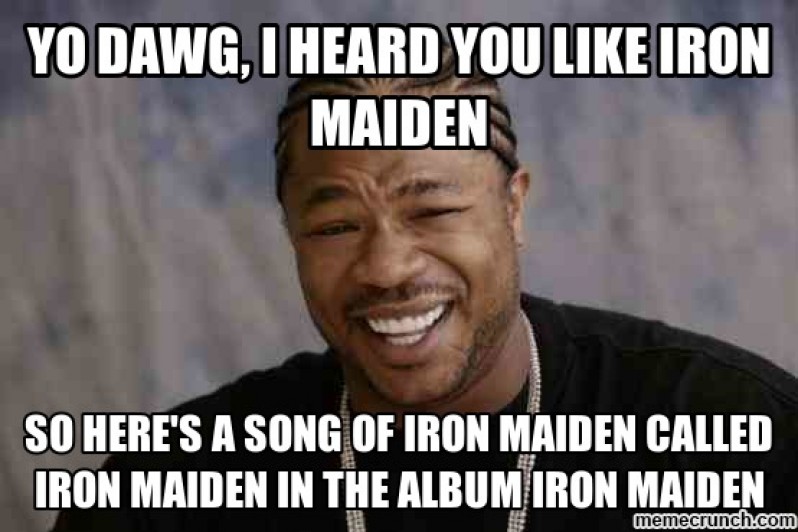 YO DAWG, I HEARD YOU LIKE IRON
MAIDEN
SO HERE'S A SONG OF IRON MAIDEN CALLED
IRON MAIDEN IN THE ALBUM IRON MAIDEN
memecrunch.com